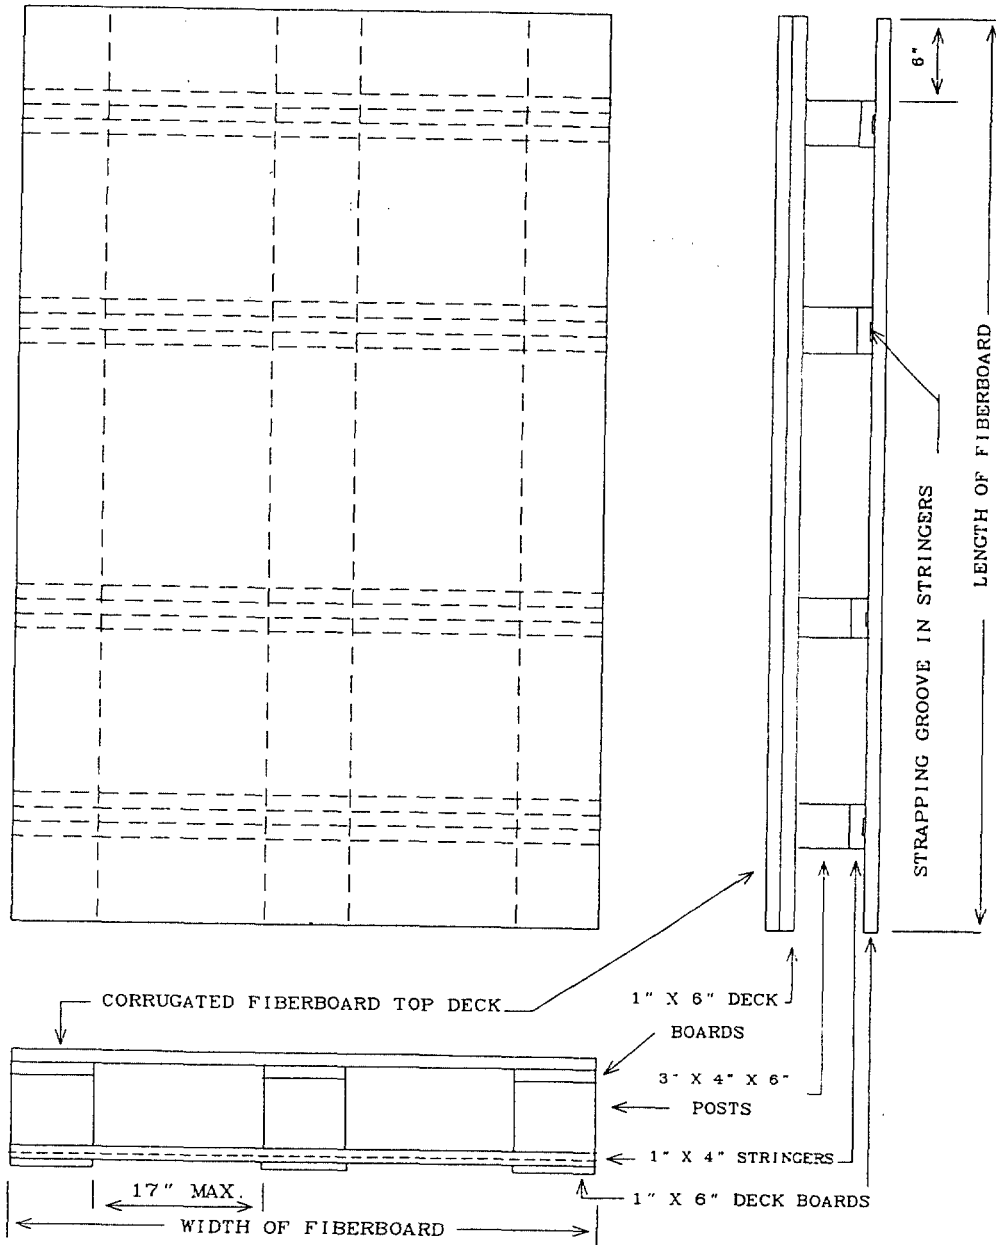 6"
STRAPPING GROOVE IN STRINGERS
LENGTH OF FIBERBOARD
CORRUGATED FIBERBOARD TOP DECK
1" X 6" DECK
BOARDS
3" X 4" X 6"
POSTS
1" X 4" STRINGERS
1" X 6" DECK BOARDS
17" MAX.
WIDTH OF FIBERBOARD